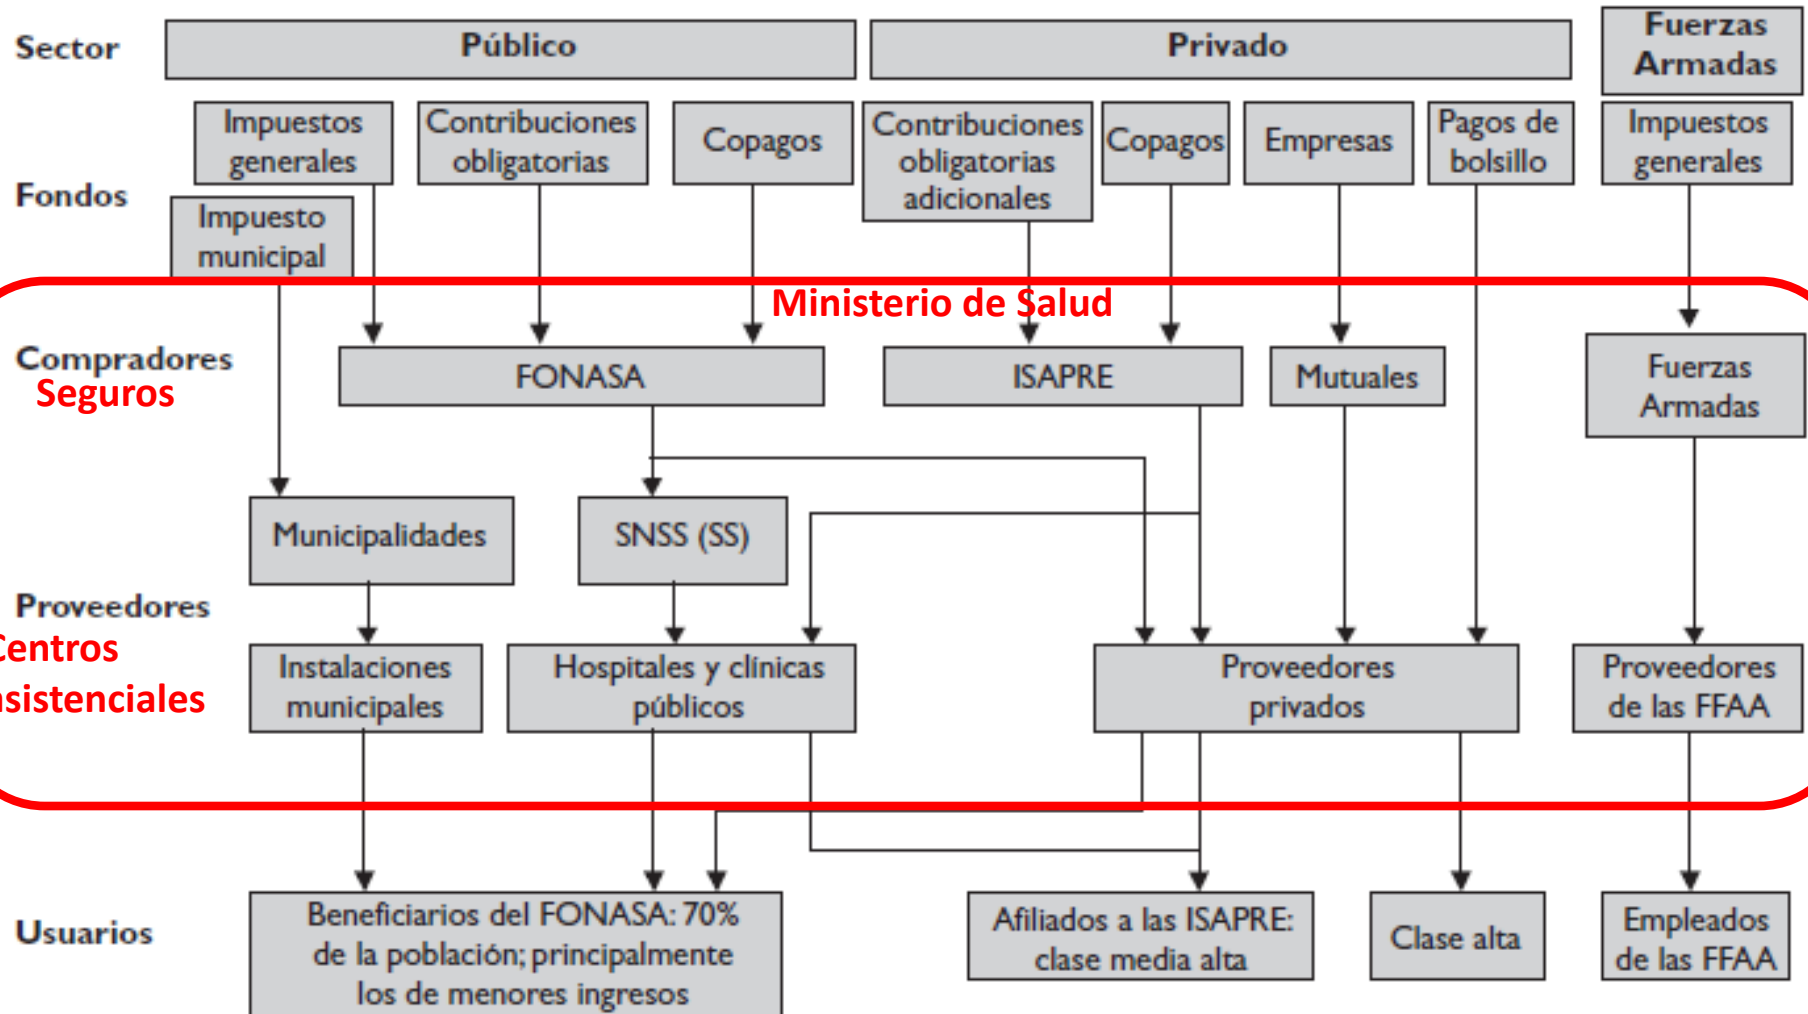 Sector
Público
Privado
Fuerzas
Armadas
Fondos
Impuestos
generales
Contribuciones
obligatorias
Copagos
Contribuciones
obligatorias
adicionales
Copagos
Empresas
Pagos de
bolsillo
Impuestos
generales
Impuesto
municipal
Ministerio de Salud
Compradores
Seguros
FONASA
ISAPRE
Mutuales
Fuerzas
Armadas
Municipalidades
SNSS (SS)
Proveedores
Centros
asistenciales
Instalaciones
municipales
Hospitales y clínicas
públicos
Proveedores
privados
Proveedores
de las FFAA
Usuarios
Beneficiarios del FONASA: 70%
de la población; principalmente
los de menores ingresos
Afiliados a las ISAPRE:
clase media alta
Clase alta
Empleados
de las FFAA